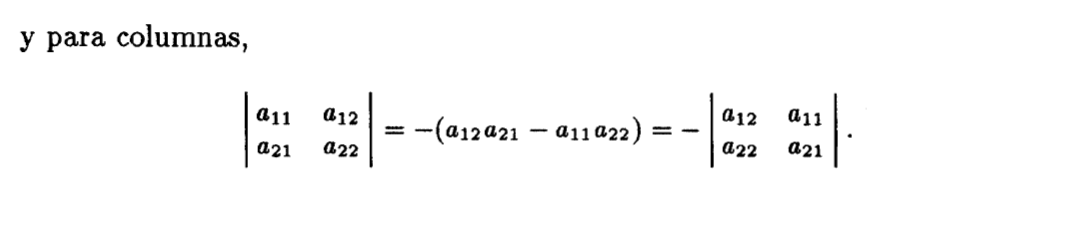 y para columnas,
| a₁₁ a₁₂ |
| a₂₁ a₂₂ | = −(a₁₂a₂₁ − a₁₁a₂₂) = − | a₁₂ a₁₁ |
| a₂₂ a₂₁ | .